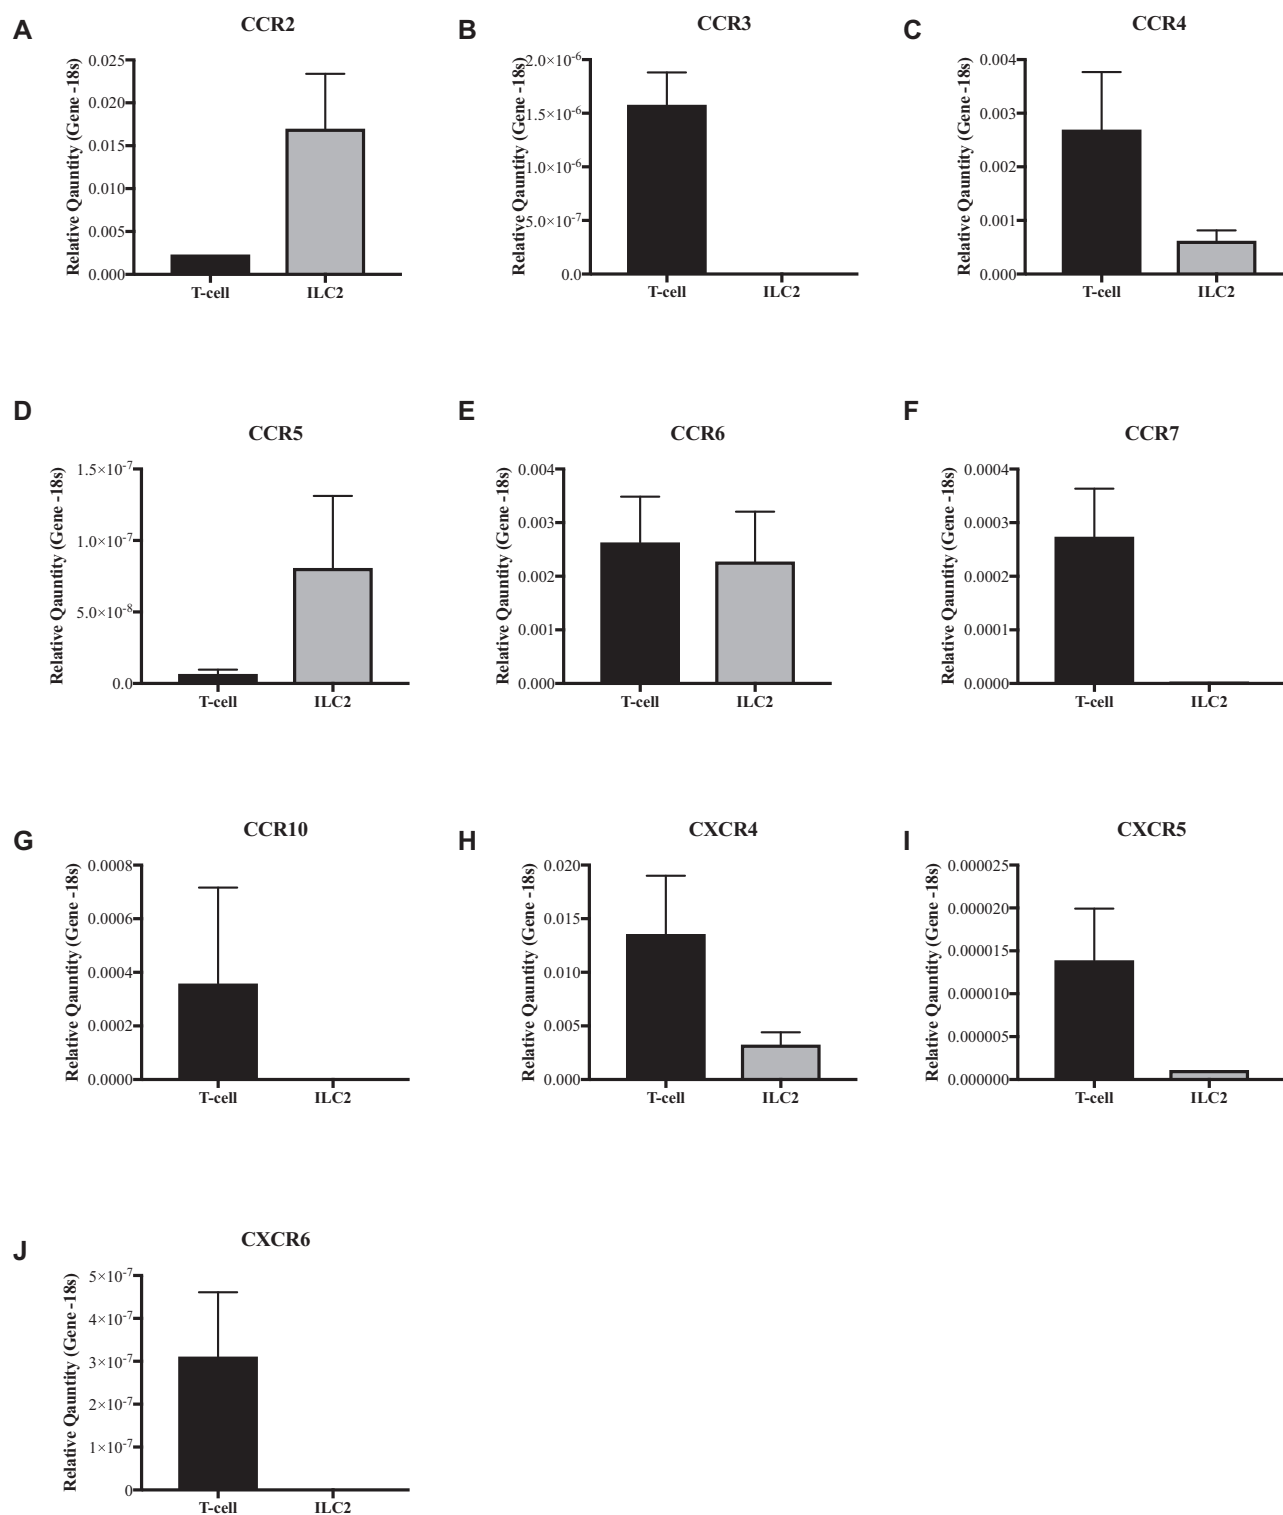 A
CCR2
Relative Qauntity (Gene -18s)
0.025
0.020
0.015
0.010
0.005
0.000
T-cell
ILC2
B
CCR3
Relative Qauntity (Gene -18s)
2.0×10⁻⁶
1.5×10⁻⁶
1.0×10⁻⁶
5.0×10⁻⁷
0.0
T-cell
ILC2
C
CCR4
Relative Qauntity (Gene -18s)
0.004
0.003
0.002
0.001
0.000
T-cell
ILC2
D
CCR5
Relative Qauntity (Gene -18s)
1.5×10⁻⁷
1.0×10⁻⁷
5.0×10⁻⁸
0.0
T-cell
ILC2
E
CCR6
Relative Qauntity (Gene -18s)
0.004
0.003
0.002
0.001
0.000
T-cell
ILC2
F
CCR7
Relative Qauntity (Gene -18s)
0.0004
0.0003
0.0002
0.0001
0.0000
T-cell
ILC2
G
CCR10
Relative Qauntity (Gene -18s)
0.0008
0.0006
0.0004
0.0002
0.0000
T-cell
ILC2
H
CXCR4
Relative Qauntity (Gene -18s)
0.020
0.015
0.010
0.005
0.000
T-cell
ILC2
I
CXCR5
Relative Qauntity (Gene -18s)
0.000025
0.000020
0.000015
0.000010
0.000005
0.000000
T-cell
ILC2
J
CXCR6
Relative Qauntity (Gene -18s)
5×10⁻⁷
4×10⁻⁷
3×10⁻⁷
2×10⁻⁷
1×10⁻⁷
0
T-cell
ILC2